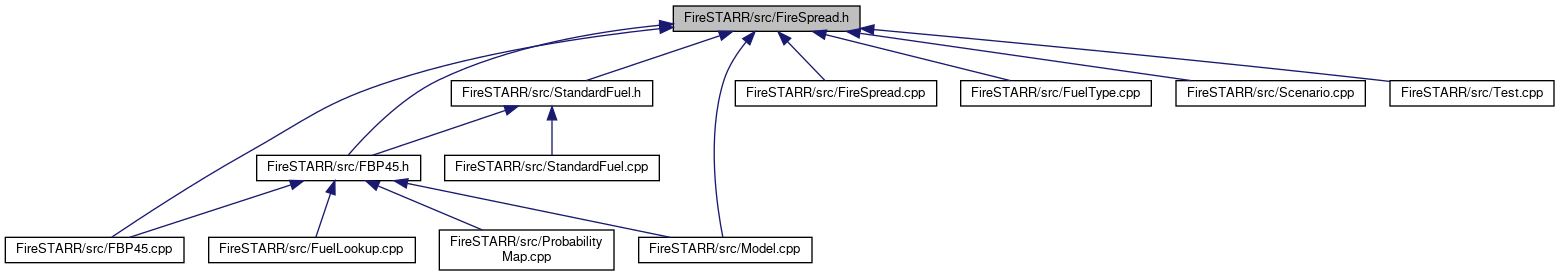 FireSTARR/src/FireSpread.h
FireSTARR/src/StandardFuel.h
FireSTARR/src/FireSpread.cpp
FireSTARR/src/FuelType.cpp
FireSTARR/src/Scenario.cpp
FireSTARR/src/Test.cpp
FireSTARR/src/FBP45.h
FireSTARR/src/StandardFuel.cpp
FireSTARR/src/FBP45.cpp
FireSTARR/src/FuelLookup.cpp
FireSTARR/src/Probability
Map.cpp
FireSTARR/src/Model.cpp